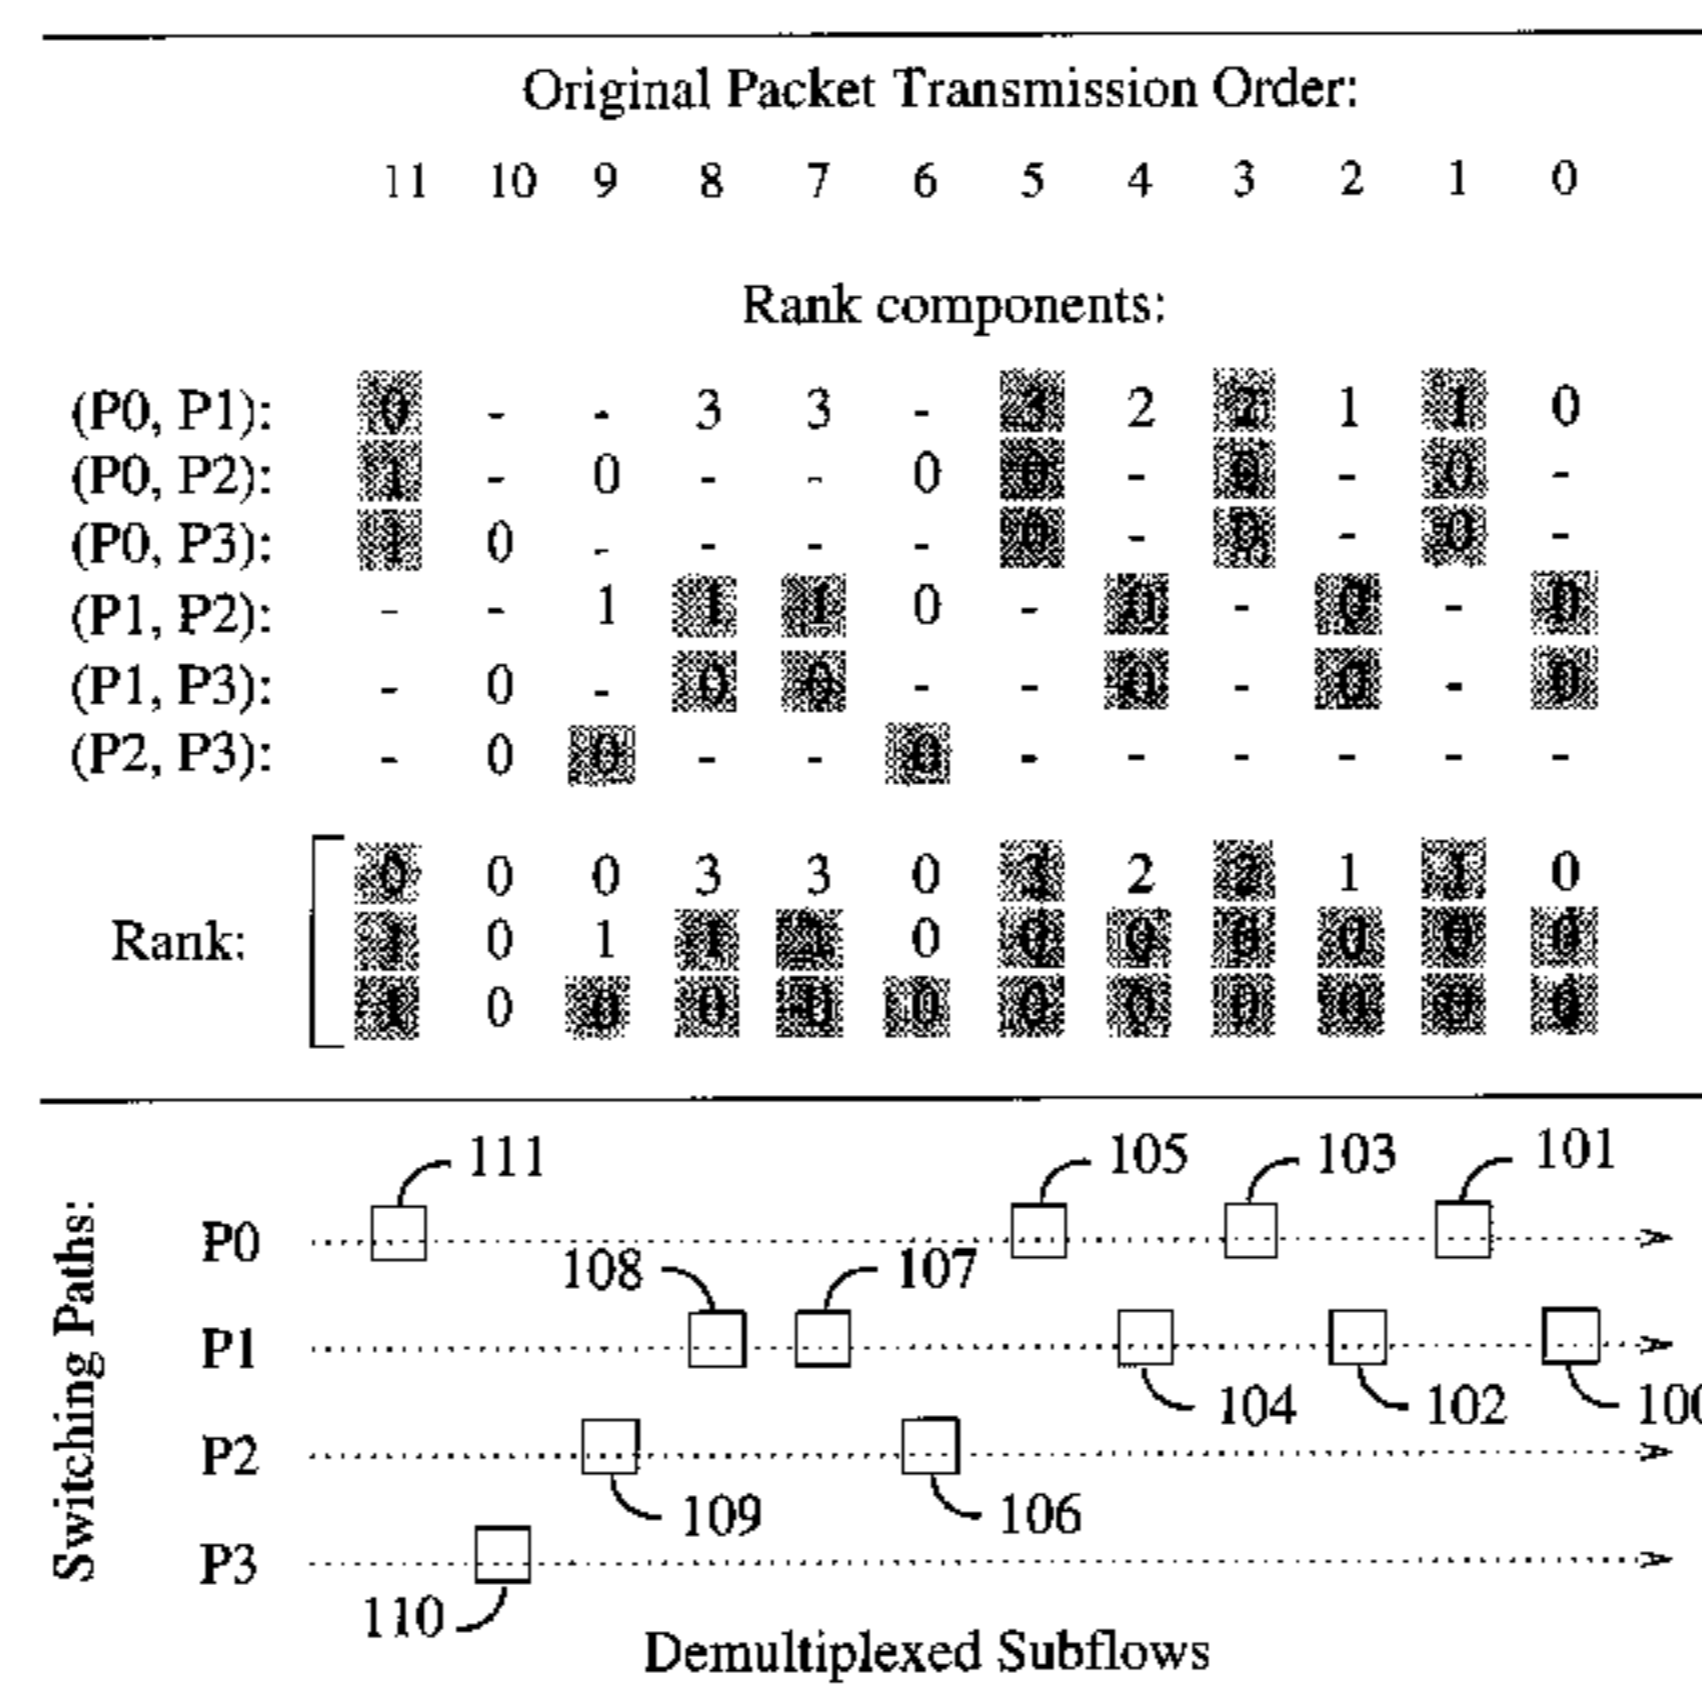 Original Packet Transmission Order:
11 10 9 8 7 6 5 4 3 2 1 0
Rank components:
(P0, P1): 0 - - 3 3 - 3 2 2 1 1 0
(P0, P2): 1 - 0 - - 0 0 - 0 - 0 -
(P0, P3): 1 0 - - - - 0 - 0 - 0 -
(P1, P2): - - 1 1 1 0 - 0 - 0 - 0
(P1, P3): - 0 - 0 0 - - 0 - 0 - 0
(P2, P3): - 0 0 - - 0 - - - - - -
0 0 0 3 3 0 3 2 2 1 1 0
Rank: 1 0 1 1 1 0 0 0 0 0 0 0
1 0 0 0 0 0 0 0 0 0 0 0
Switching Paths:
111 105 103 101
P0
108 107
P1
104 102 100
P2
109 106
P3
110
Demultiplexed Subflows